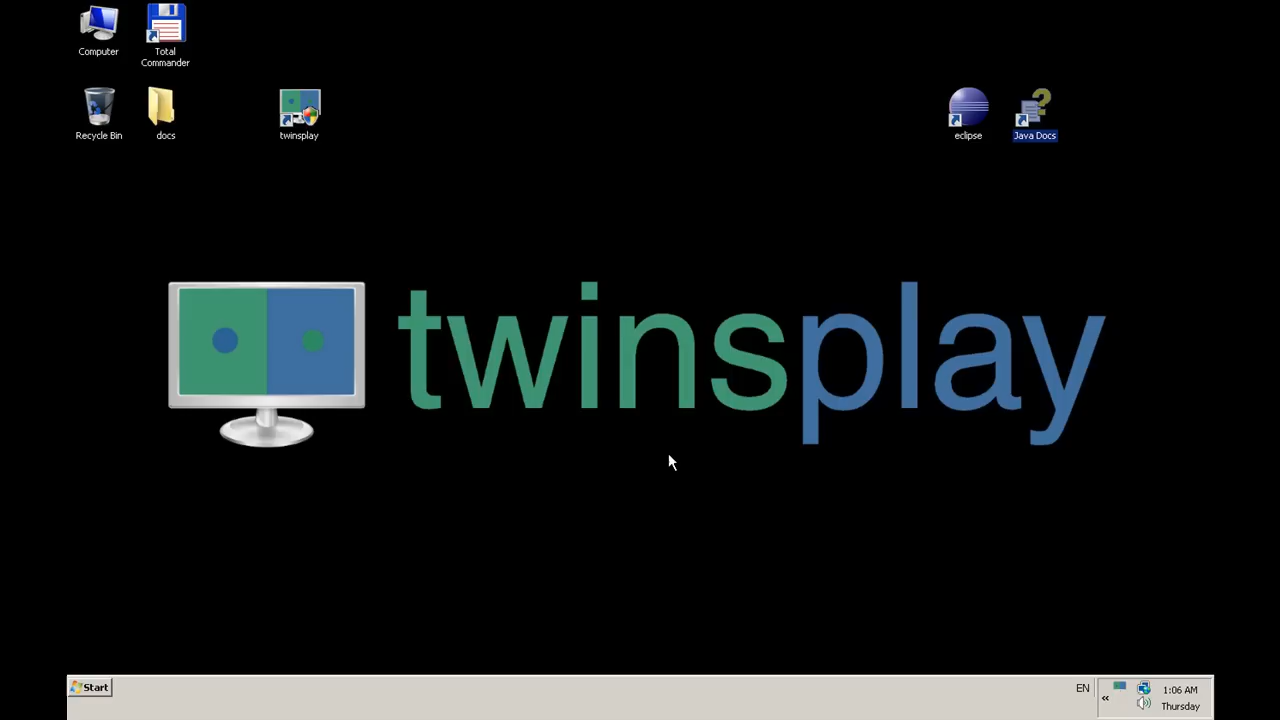 Computer
Total
Commander
Recycle Bin
docs
twinsplay
eclipse
Java Docs
twinsplay
Start
EN
«
1:06 AM
Thursday